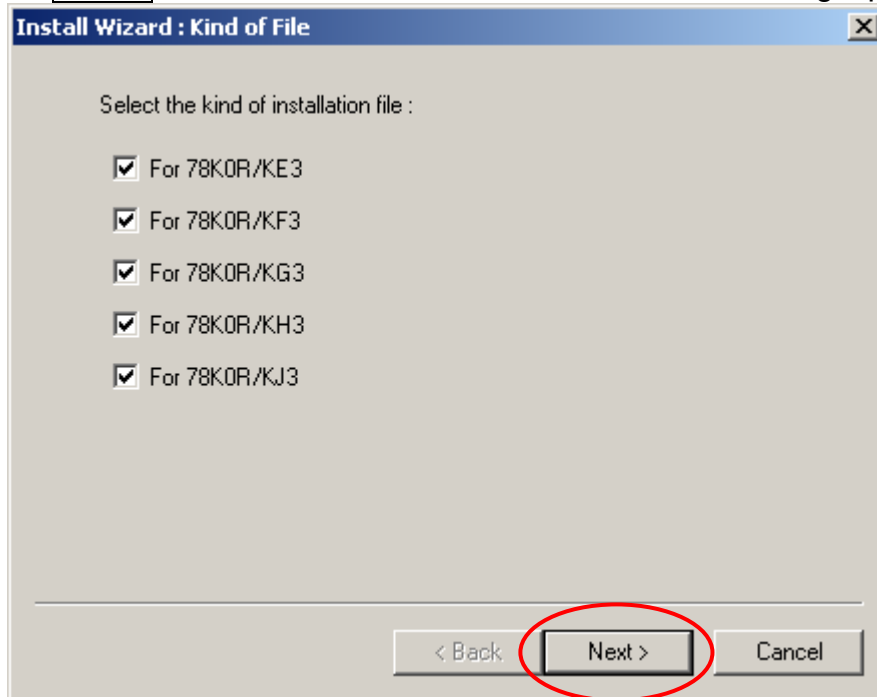 Install Wizard : Kind of File
Select the kind of installation file :
For 78K0R/KE3
For 78K0R/KF3
For 78K0R/KG3
For 78K0R/KH3
For 78K0R/KJ3
< Back Next > Cancel